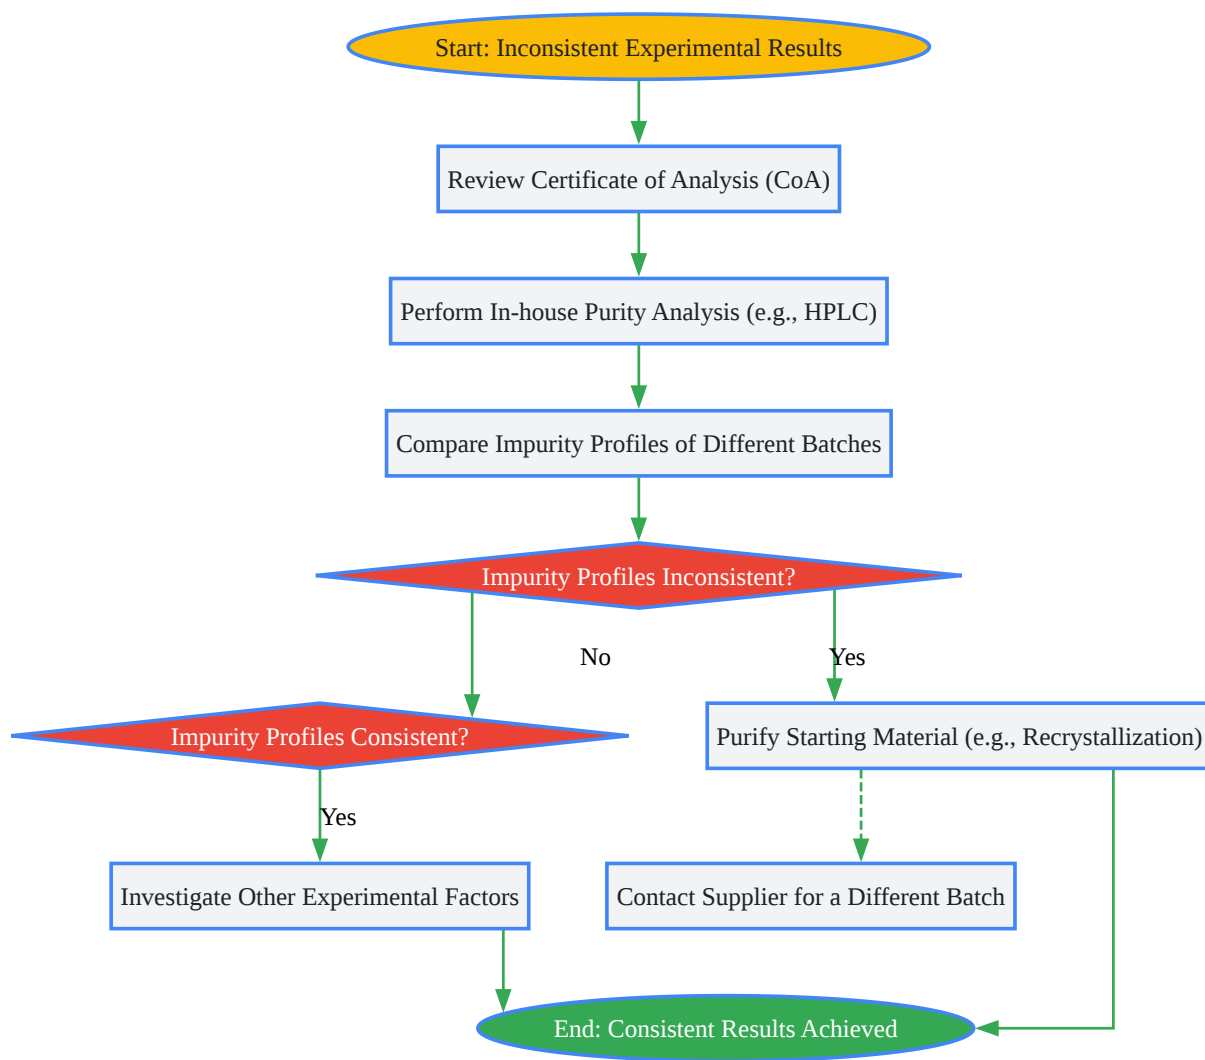 Start: Inconsistent Experimental Results
Review Certificate of Analysis (CoA)
Perform In-house Purity Analysis (e.g., HPLC)
Compare Impurity Profiles of Different Batches
Impurity Profiles Inconsistent?
No
Yes
Impurity Profiles Consistent?
Purify Starting Material (e.g., Recrystallization)
Yes
Investigate Other Experimental Factors
Contact Supplier for a Different Batch
End: Consistent Results Achieved